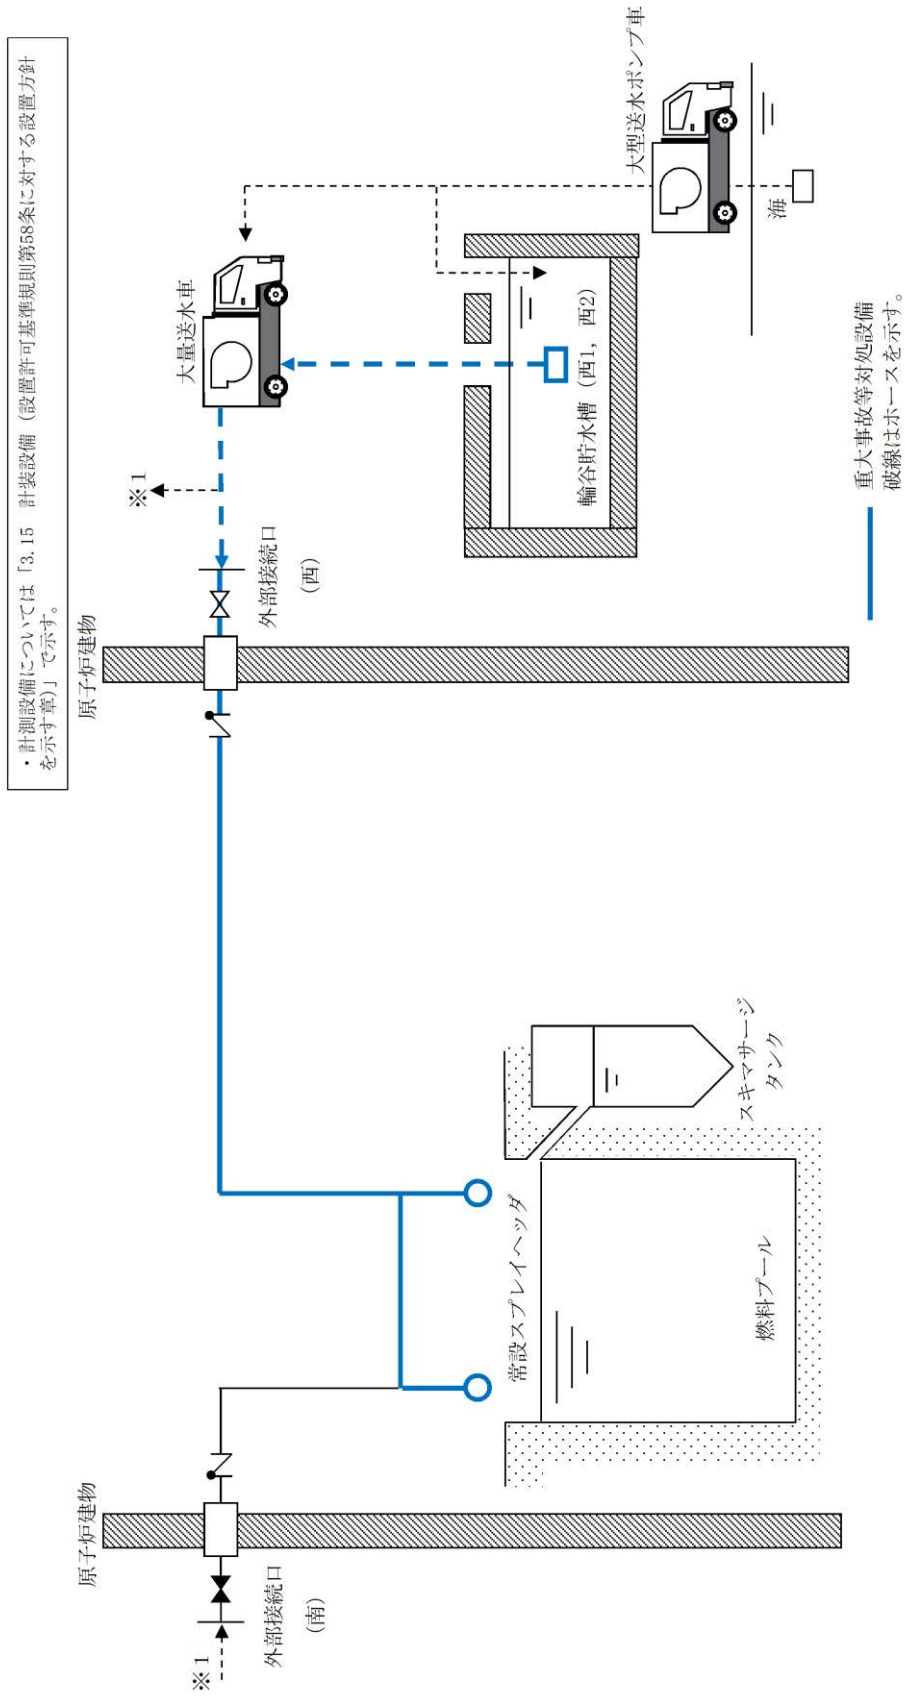 ・計測設備については「3.15　計装設備（設置許可基準規則第58条に対する設置方針
を示す章）」で示す。
原子炉建物
※1
外部接続口
（南）
常設スプレイヘッダ
燃料プール
スキマサージ
タンク
原子炉建物
外部接続口
（西）
※1
大量送水車
輪谷貯水槽（西1，西2）
大型送水ポンプ車
海
重大事故等対処設備
破線はホースを示す。